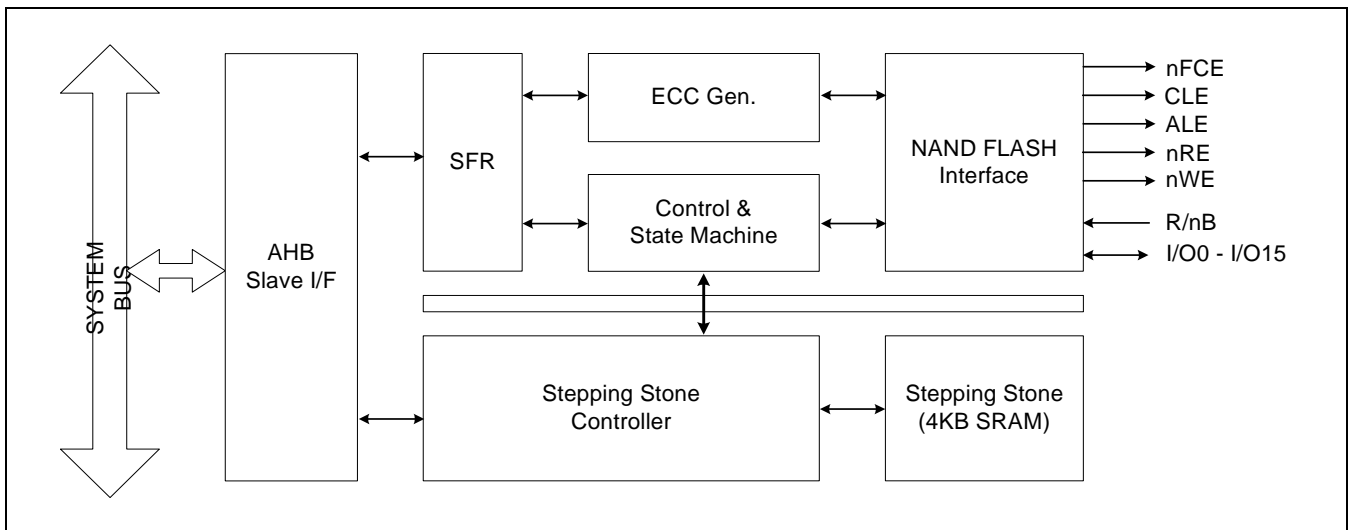 SYSTEM
BUS
AHB
Slave I/F
SFR
ECC Gen.
Control &
State Machine
NAND FLASH
Interface
nFCE
CLE
ALE
nRE
nWE
R/nB
I/O0 - I/O15
Stepping Stone
Controller
Stepping Stone
(4KB SRAM)